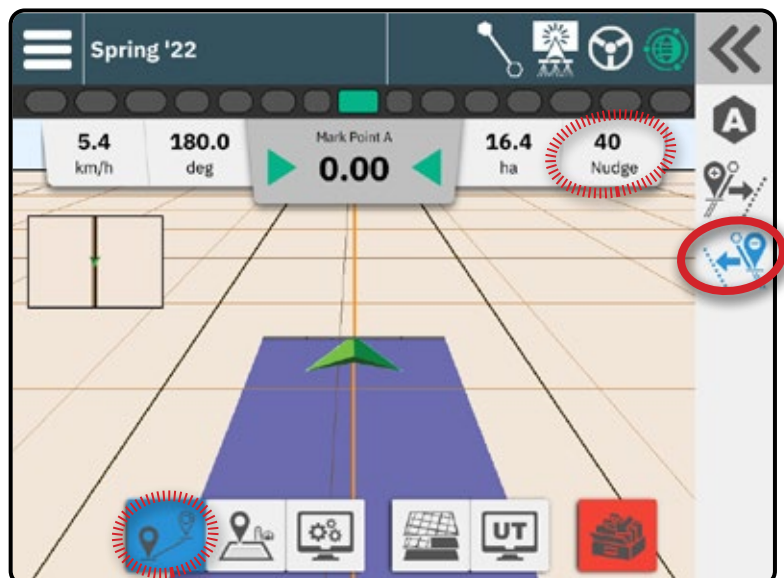 Spring '22
5.4
km/h
180.0
deg
Mark Point A
0.00
16.4
ha
40
Nudge
A
UT